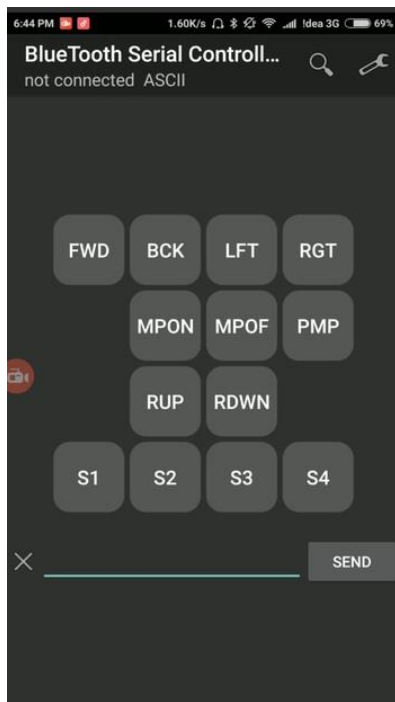 6:44 PM 1.60K/s !dea 3G 69%
BlueTooth Serial Controll...
not connected ASCII
FWD BCK LFT RGT
MPON MPOF PMP
RUP RDWN
S1 S2 S3 S4
SEND